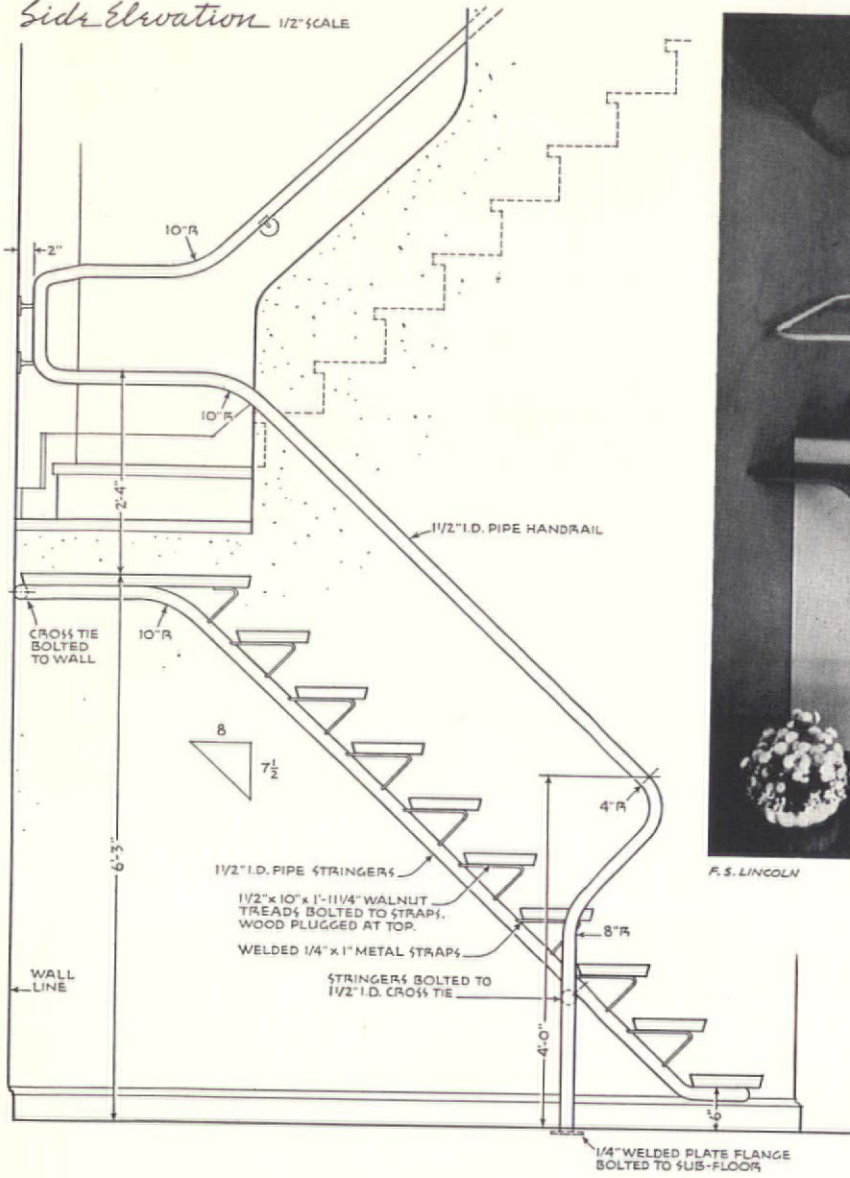 Side Elevation 1/2" SCALE
10"R
2"
10"R
2'-4"
1 1/2" I.D. PIPE HANDRAIL
CROSS TIE
BOLTED
TO WALL
10"R
8
7 1/2
4"R
6'-3"
F. S. LINCOLN
1 1/2" I.D. PIPE STRINGERS
1 1/2" x 10" x 1'-11 1/4" WALNUT
TREADS BOLTED TO STRAPS.
WOOD PLUGGED AT TOP.
8"R
WELDED 1/4" x 1" METAL STRAPS
WALL
LINE
STRINGERS BOLTED TO
1 1/2" I.D. CROSS TIE
4'-0"
6"
1/4" WELDED PLATE FLANGE
BOLTED TO SUB-FLOOR